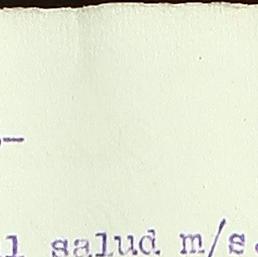 —
l salud m/s.